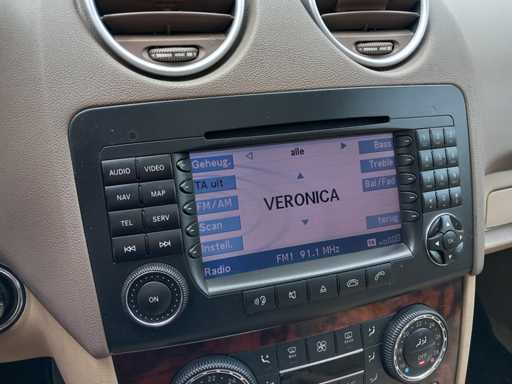 AUDIO VIDEO
NAV MAP
TEL SERV
ON
Geheug.
TA uit
FM/AM
Scan
Instell.
Radio
alle
VERONICA
FM1 91.1 MHz
Bass
Treble
Bal/Fad
terug